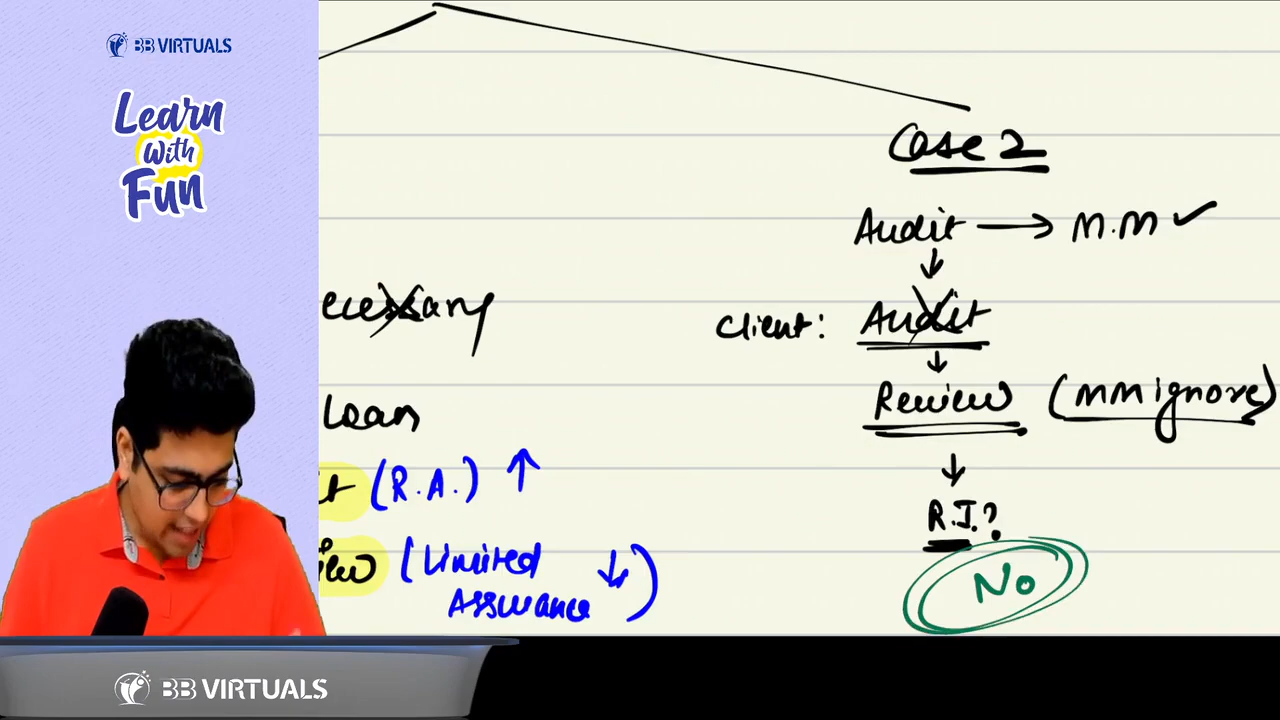 BB VIRTUALS
Learn
With
Fun
Case 2
Audit → M.M ✓
↓
Client: Audit
↓
Review (MM ignore)
↓
R.I.?
No
Loan
(R.A.) ↑
(Limited ↓)
Assurance
BB VIRTUALS